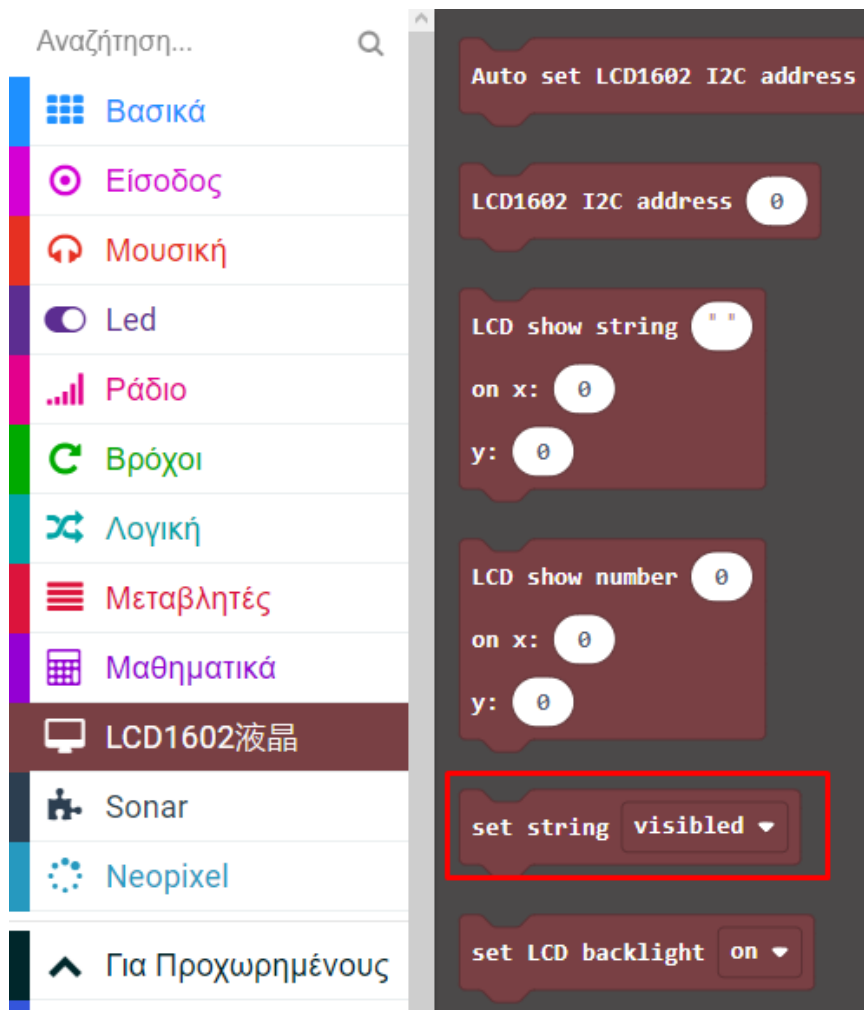 Αναζήτηση...
Βασικά
Είσοδος
Μουσική
Led
Ράδιο
Βρόχοι
Λογική
Μεταβλητές
Μαθηματικά
LCD1602液晶
Sonar
Neopixel
Για Προχωρημένους
Auto set LCD1602 I2C address
LCD1602 I2C address 0
LCD show string " "
on x: 0
y: 0
LCD show number 0
on x: 0
y: 0
set string visibled
set LCD backlight on